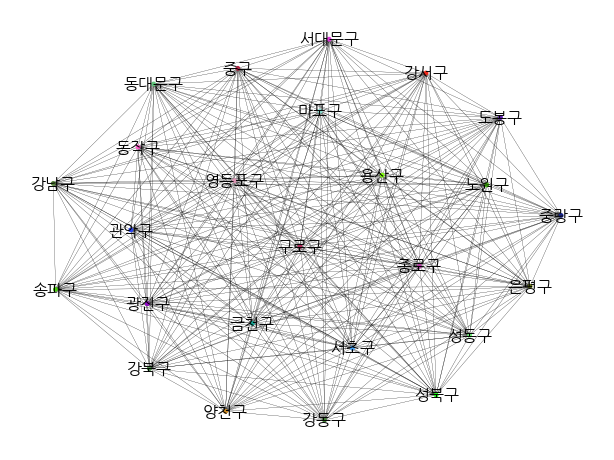 서대문구
중구
강서구
동대문구
마포구
도봉구
동작구
용산구
영등포구
강남구
노원구
중랑구
관악구
구로구
종로구
은평구
송파구
광진구
금천구
성동구
서초구
강북구
성북구
양천구
강동구